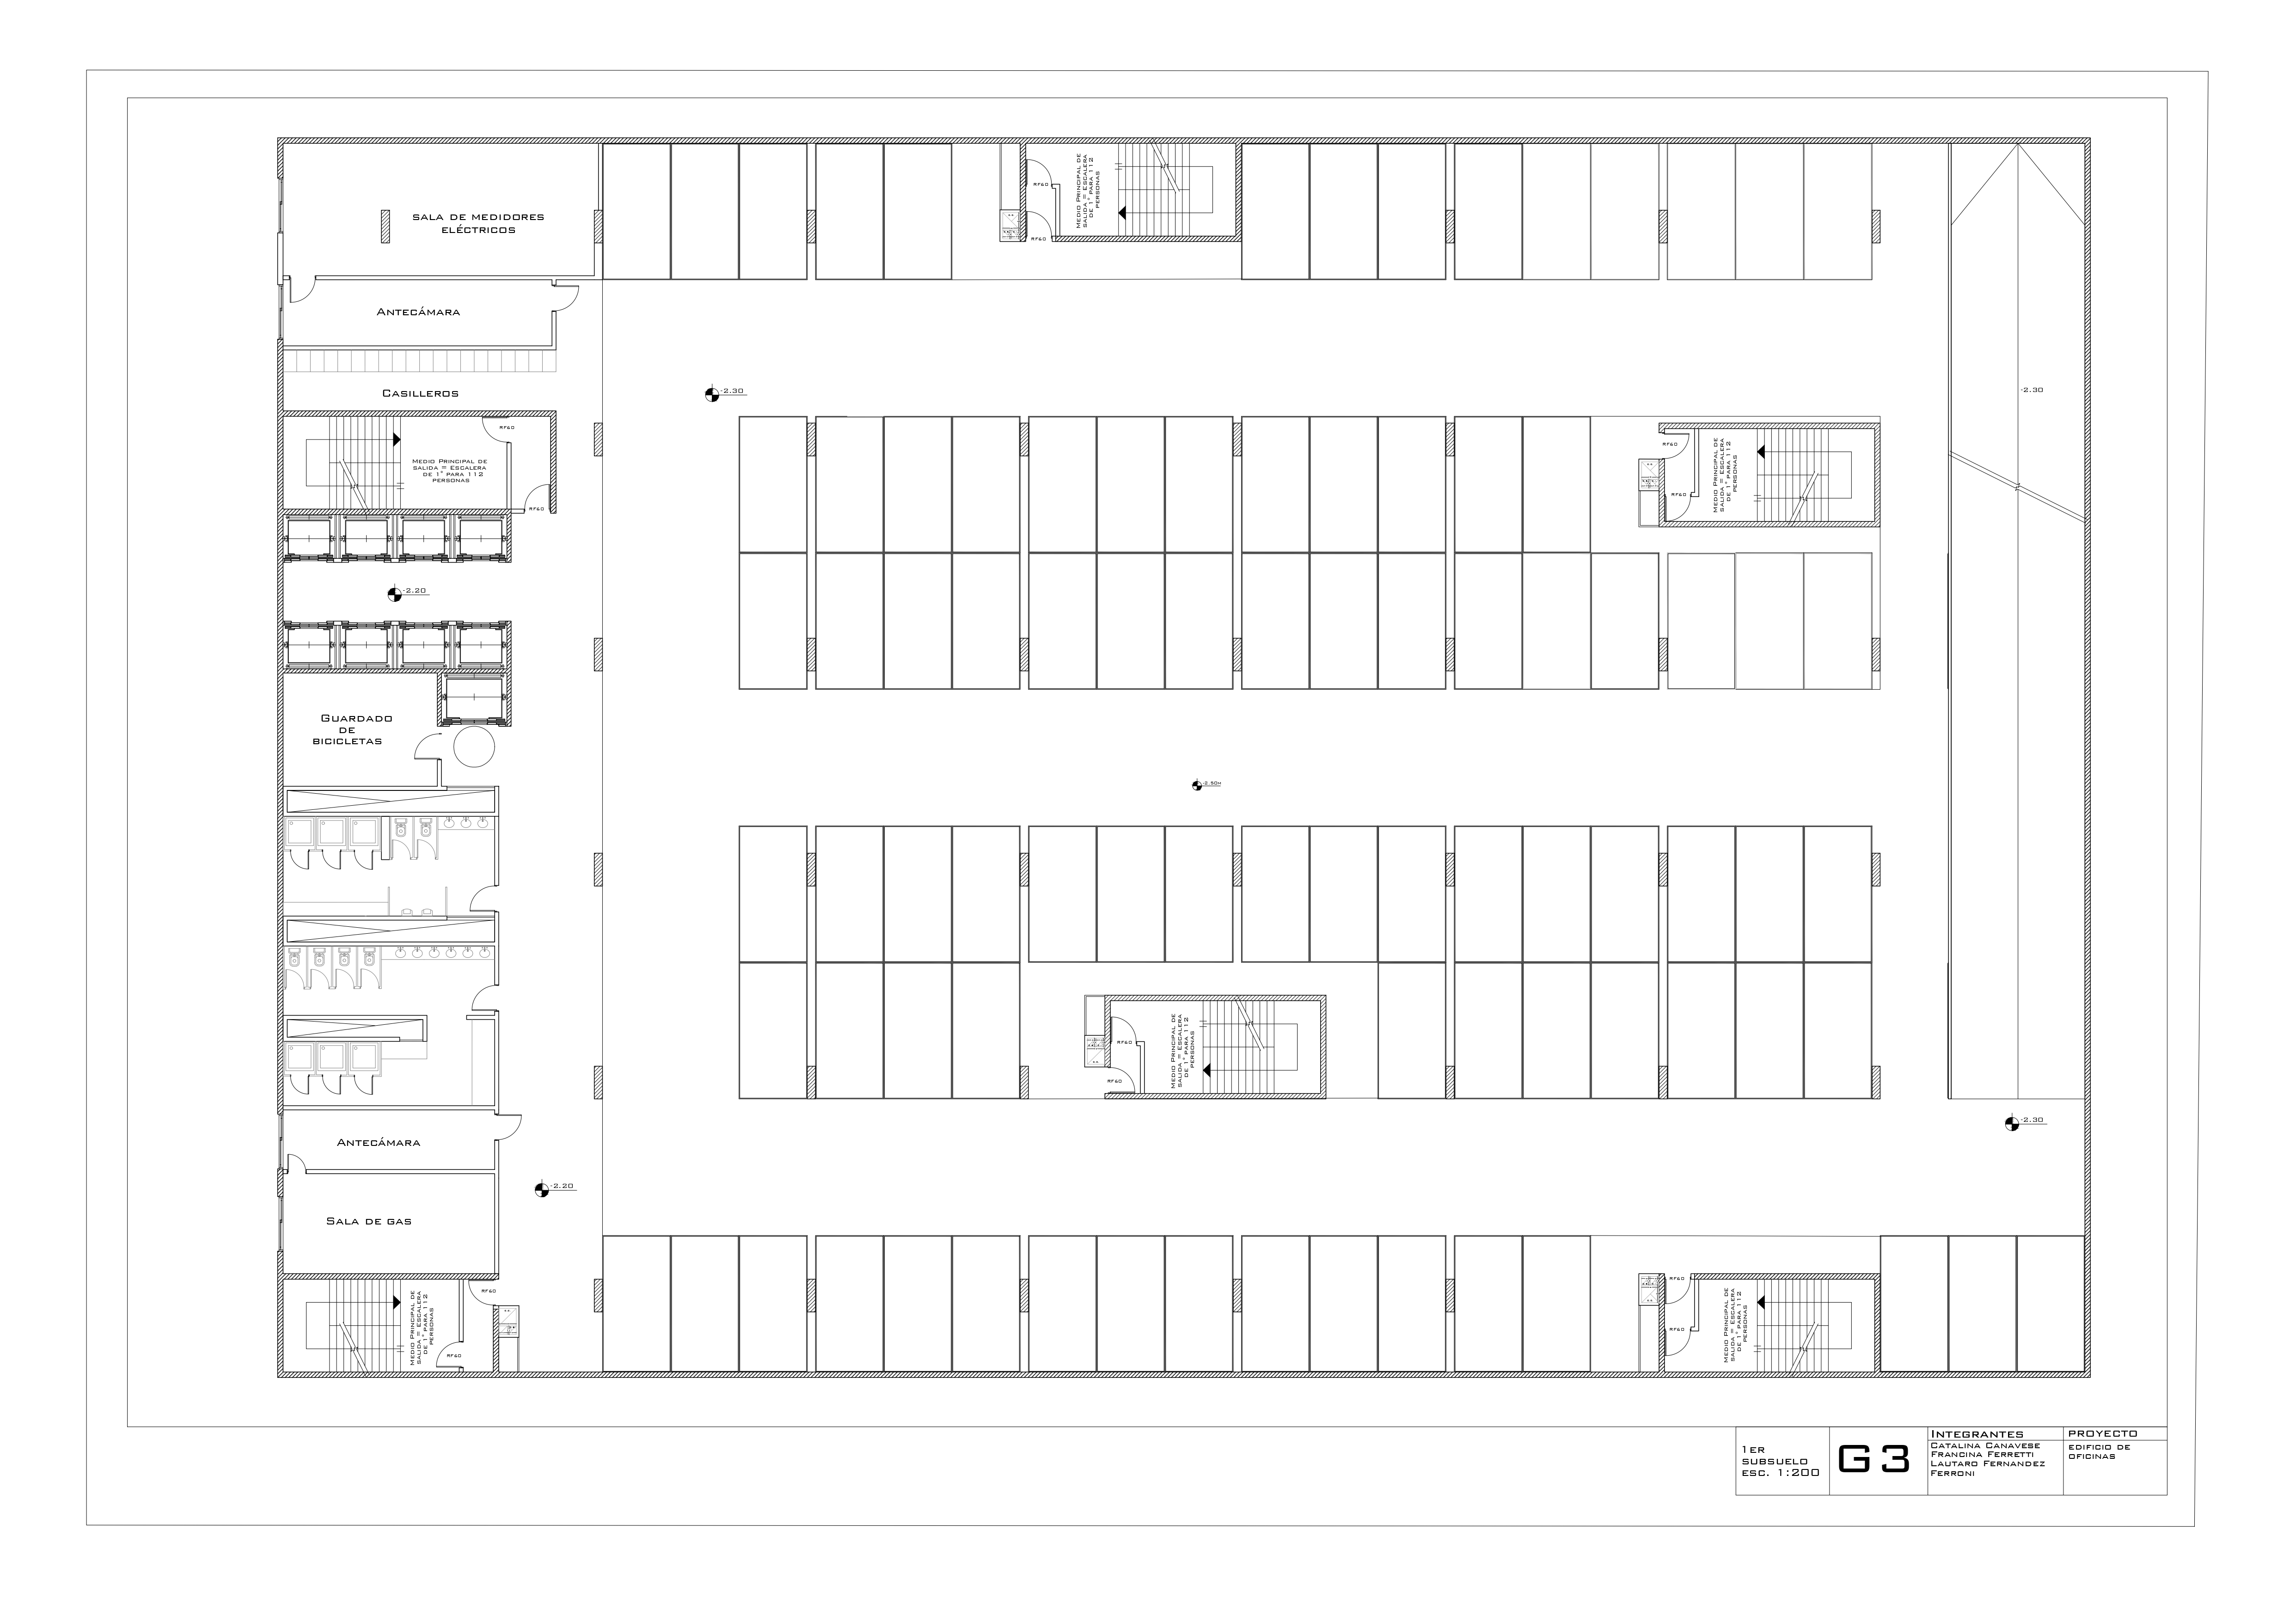 SALA DE MEDIDORES
ELÉCTRICOS
RF60
RF60
MEDIO PRINCIPAL DE
SALIDA = ESCALERA
DE 1° PARA 112
PERSONAS
ANTECÁMARA
CASILLEROS
-2.30
-2.30
RF60
MEDIO PRINCIPAL DE
SALIDA = ESCALERA
DE 1° PARA 112
PERSONAS
RF60
RF60
RF60
MEDIO PRINCIPAL DE
SALIDA = ESCALERA
DE 1° PARA 112
PERSONAS
-2.20
GUARDADO
DE
BICICLETAS
-2.50M
RF60
RF60
MEDIO PRINCIPAL DE
SALIDA = ESCALERA
DE 1° PARA 112
PERSONAS
ANTECÁMARA
-2.30
-2.20
SALA DE GAS
RF60
RF60
MEDIO PRINCIPAL DE
SALIDA = ESCALERA
DE 1° PARA 112
PERSONAS
RF60
RF60
MEDIO PRINCIPAL DE
SALIDA = ESCALERA
DE 1° PARA 112
PERSONAS
1ER
SUBSUELO
ESC. 1:200
G3
INTEGRANTES
CATALINA CANAVESE
FRANCINA FERRETTI
LAUTARO FERNANDEZ
FERRONI
PROYECTO
EDIFICIO DE
OFICINAS